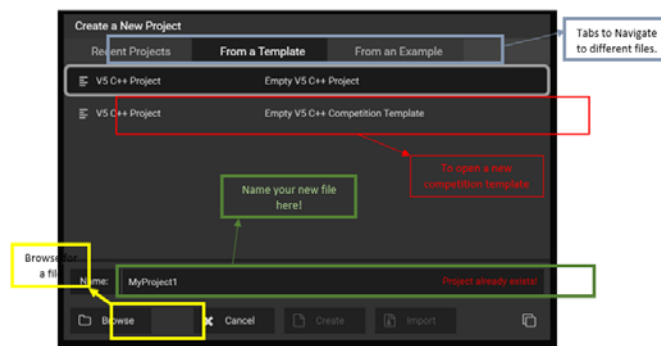 Create a New Project
Recent Projects From a Template From an Example
Tabs to Navigate
to different files.
V5 C++ Project Empty V5 C++ Project
V5 C++ Project Empty V5 C++ Competition Template
To open a new
competition template
Name your new file
here!
Browse for
a file
Name: MyProject1 Project already exists!
Browse Cancel Create Import